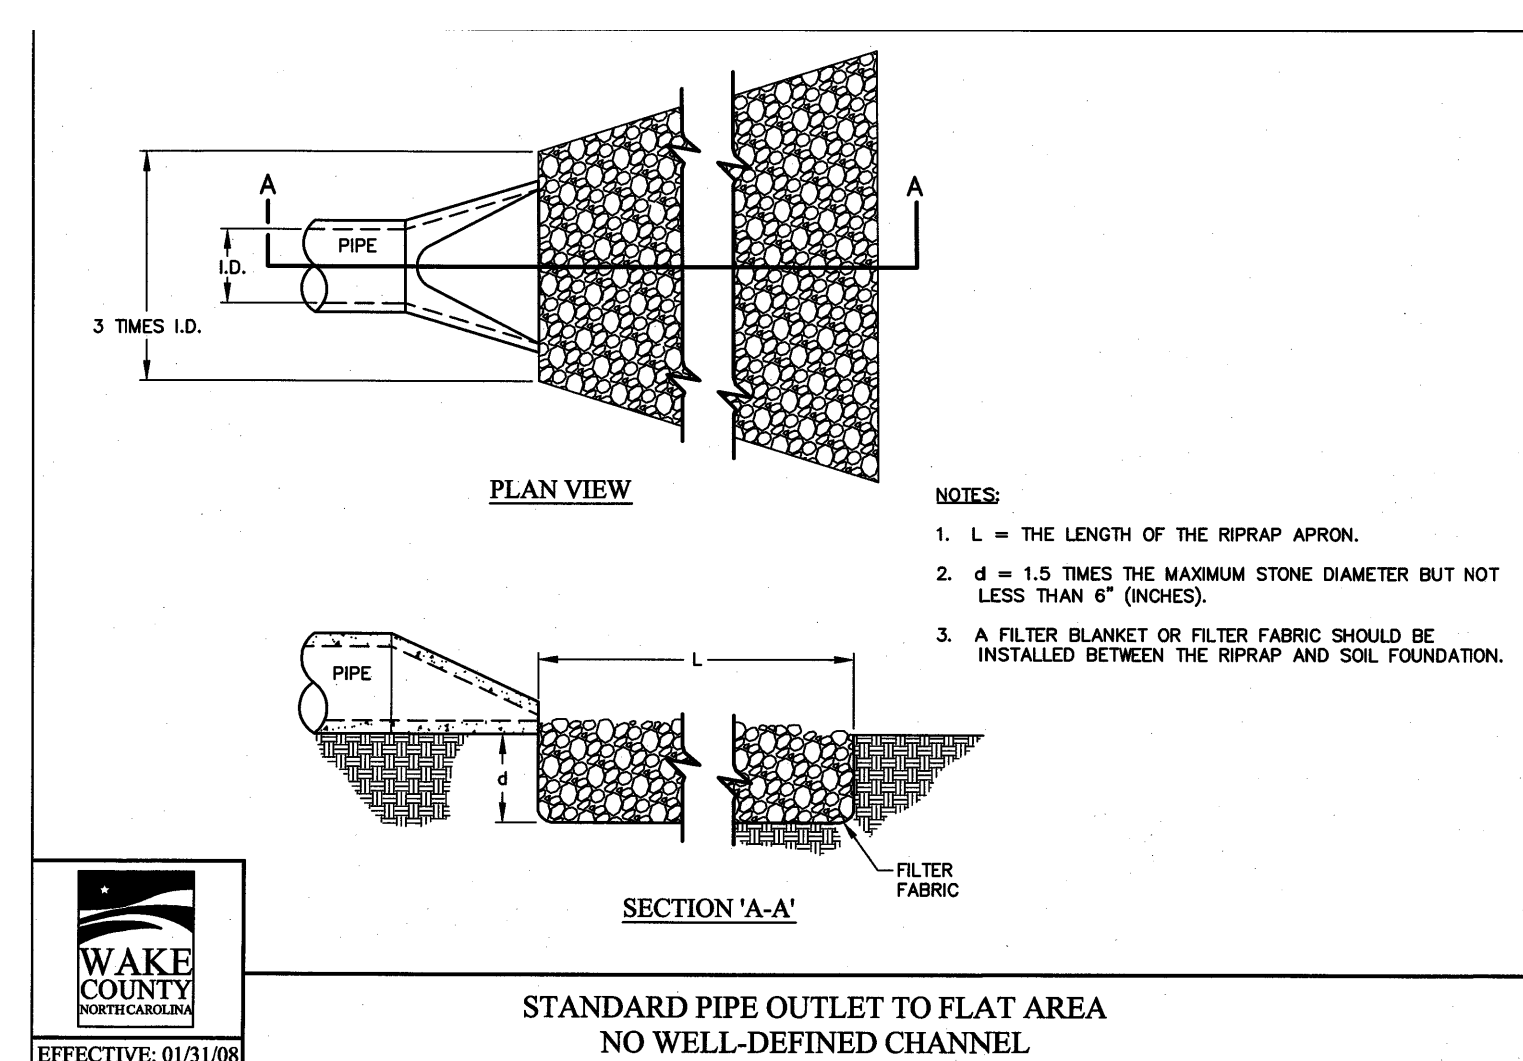 A
A
PIPE
I.D.
3 TIMES I.D.
PLAN VIEW
NOTES:
1. L = THE LENGTH OF THE RIPRAP APRON.
2. d = 1.5 TIMES THE MAXIMUM STONE DIAMETER BUT NOT
LESS THAN 6" (INCHES).
3. A FILTER BLANKET OR FILTER FABRIC SHOULD BE
INSTALLED BETWEEN THE RIPRAP AND SOIL FOUNDATION.
L
PIPE
d
FILTER
FABRIC
SECTION 'A-A'
WAKE
COUNTY
NORTH CAROLINA
EFFECTIVE: 01/31/08
STANDARD PIPE OUTLET TO FLAT AREA
NO WELL-DEFINED CHANNEL